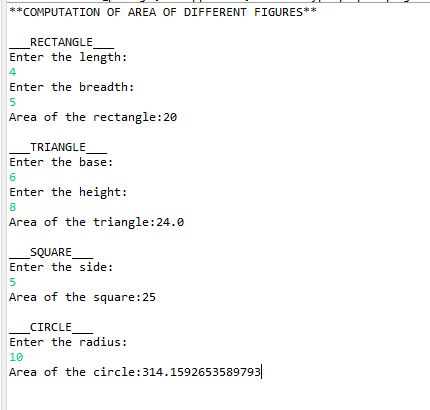 **COMPUTATION OF AREA OF DIFFERENT FIGURES**
___RECTANGLE___
Enter the length:
4
Enter the breadth:
5
Area of the rectangle:20
___TRIANGLE___
Enter the base:
6
Enter the height:
8
Area of the triangle:24.0
___SQUARE___
Enter the side:
5
Area of the square:25
___CIRCLE___
Enter the radius:
10
Area of the circle:314.1592653589793